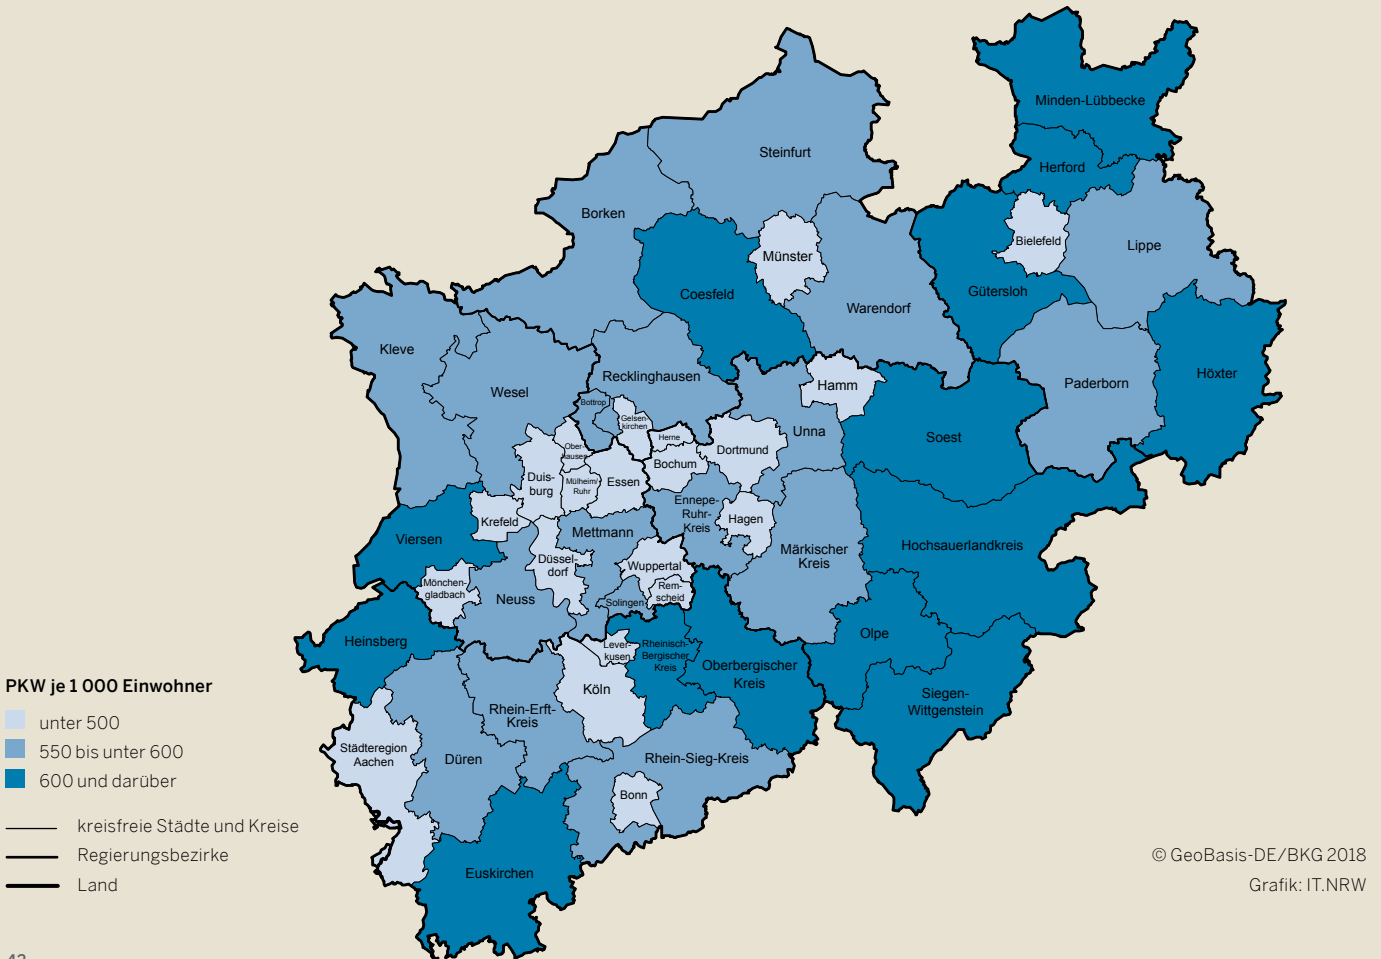 Minden-Lübbecke
Steinfurt
Herford
Borken
Bielefeld
Lippe
Münster
Coesfeld
Gütersloh
Warendorf
Kleve
Höxter
Recklinghausen
Paderborn
Hamm
Wesel
Bottrop
Gelsen-
kirchen
Unna
Soest
Herne
Ober-
hausen
Dortmund
Bochum
Duis-
burg
Mülheim/
Ruhr
Essen
Ennepe-
Ruhr-
Kreis
Hagen
Krefeld
Mettmann
Viersen
Hochsauerlandkreis
Märkischer
Kreis
Düssel-
dorf
Wuppertal
Mönchen-
gladbach
Rem-
scheid
Neuss
Solingen
Heinsberg
Olpe
Lever-
kusen
Rheinisch-
Bergischer
Kreis
Oberbergischer
Kreis
Köln
Siegen-
Wittgenstein
Rhein-Erft-
Kreis
Städteregion
Aachen
Düren
Rhein-Sieg-Kreis
Bonn
Euskirchen
PKW je 1 000 Einwohner
unter 500
550 bis unter 600
600 und darüber
kreisfreie Städte und Kreise
Regierungsbezirke
Land
© GeoBasis-DE/BKG 2018
Grafik: IT.NRW